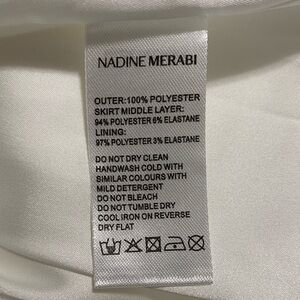 NADINE MERABI
OUTER:100% POLYESTER
SKIRT MIDDLE LAYER:
94% POLYESTER 6% ELASTANE
LINING:
97% POLYESTER 3% ELASTANE
DO NOT DRY CLEAN
HANDWASH COLD WITH
SIMILAR COLOURS WITH
MILD DETERGENT
DO NOT BLEACH
DO NOT TUMBLE DRY
COOL IRON ON REVERSE
DRY FLAT